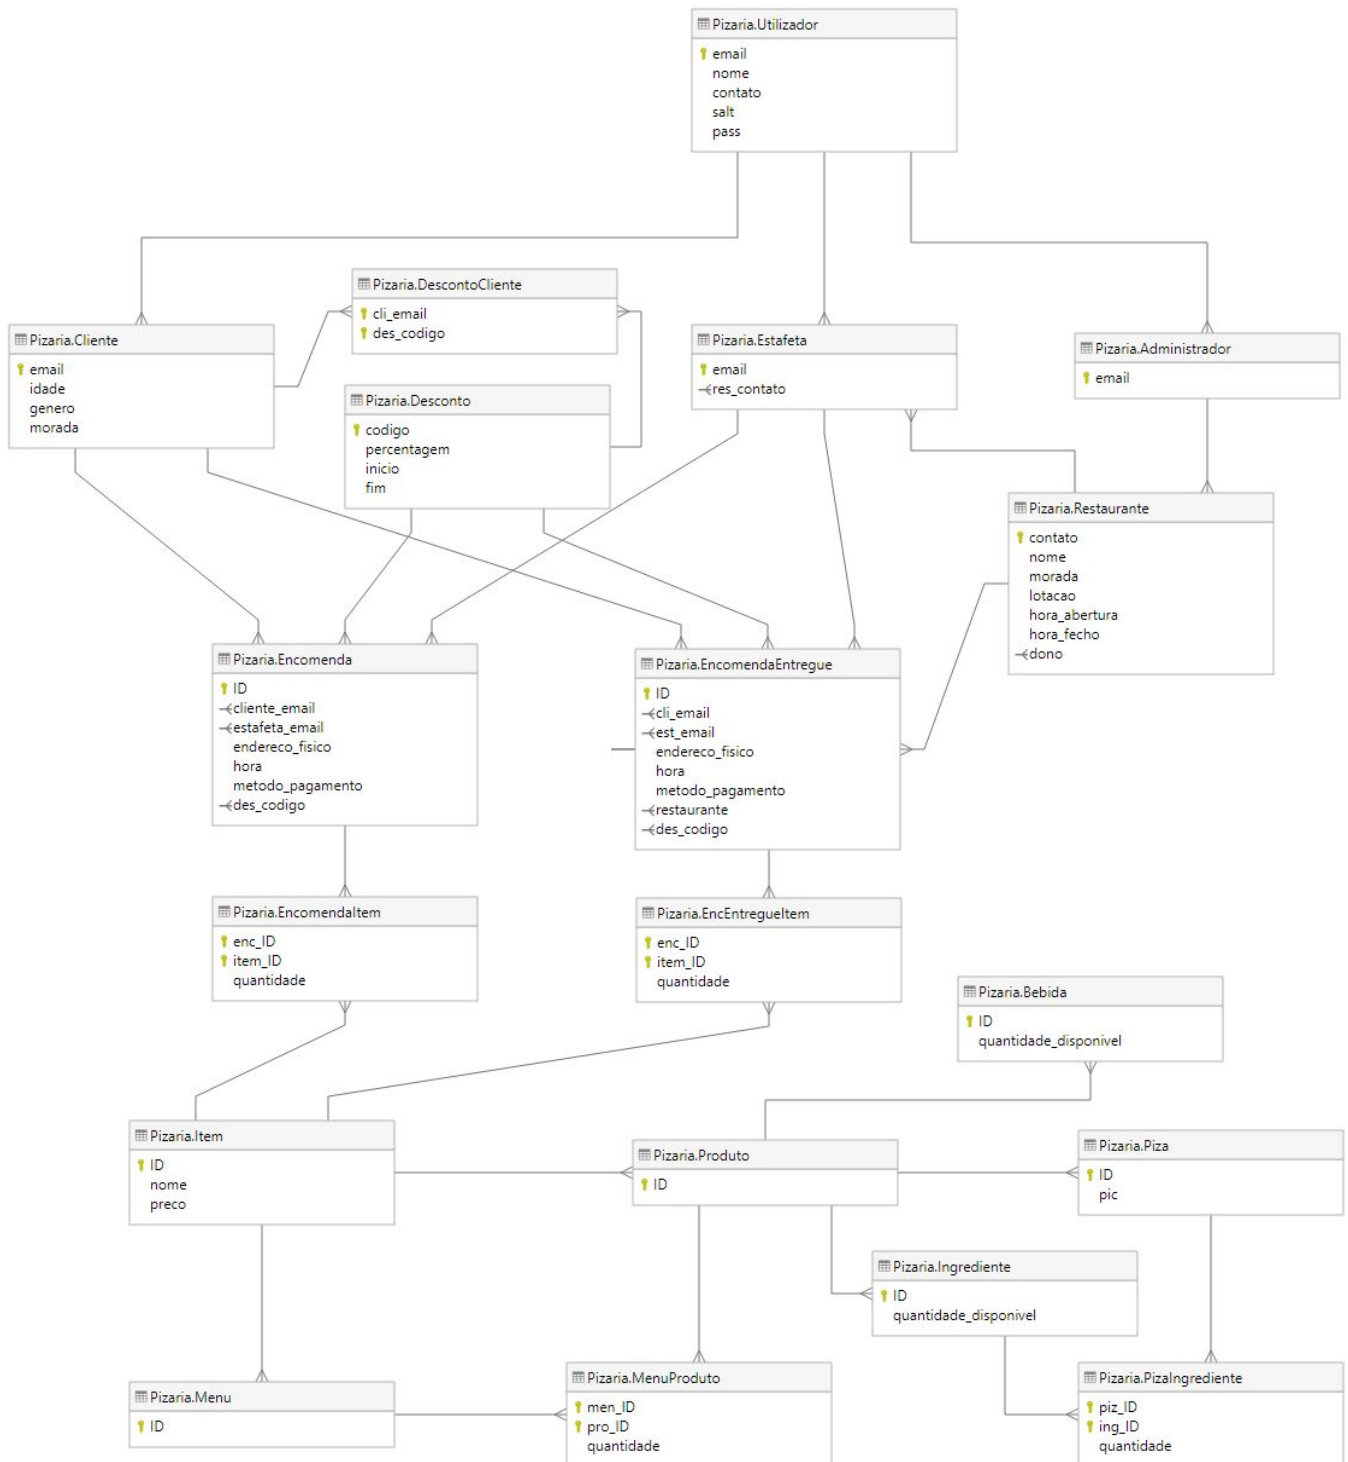 Pizaria.Utilizador
email
nome
contato
salt
pass
Pizaria.DescontoCliente
cli_email
des_codigo
Pizaria.Cliente
email
idade
genero
morada
Pizaria.Estafeta
email
res_contato
Pizaria.Administrador
email
Pizaria.Desconto
codigo
percentagem
inicio
fim
Pizaria.Restaurante
contato
nome
morada
lotacao
hora_abertura
hora_fecho
dono
Pizaria.Encomenda
ID
cliente_email
estafeta_email
endereco_fisico
hora
metodo_pagamento
des_codigo
Pizaria.EncomendaEntregue
ID
cli_email
est_email
endereco_fisico
hora
metodo_pagamento
restaurante
des_codigo
Pizaria.EncomendaItem
enc_ID
item_ID
quantidade
Pizaria.EncEntregueItem
enc_ID
item_ID
quantidade
Pizaria.Bebida
ID
quantidade_disponivel
Pizaria.Item
ID
nome
preco
Pizaria.Produto
ID
Pizaria.Piza
ID
pic
Pizaria.Ingrediente
ID
quantidade_disponivel
Pizaria.Menu
ID
Pizaria.MenuProduto
men_ID
pro_ID
quantidade
Pizaria.PizaIngrediente
piz_ID
ing_ID
quantidade